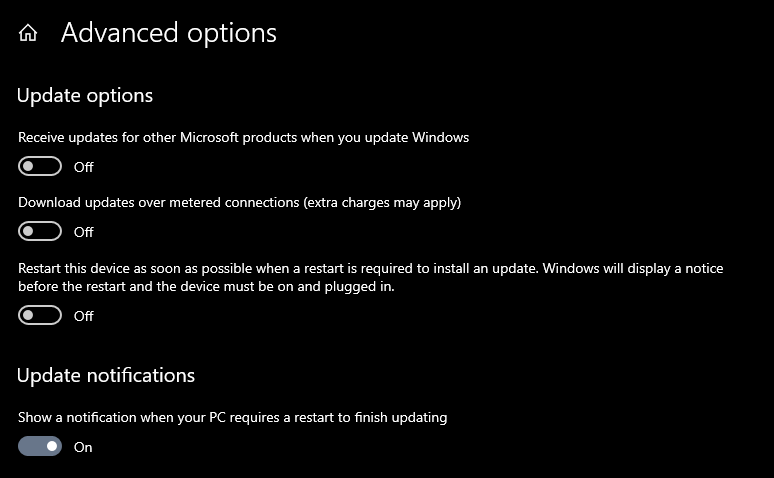 Advanced options
Update options
Receive updates for other Microsoft products when you update Windows
Off
Download updates over metered connections (extra charges may apply)
Off
Restart this device as soon as possible when a restart is required to install an update. Windows will display a notice
before the restart and the device must be on and plugged in.
Off
Update notifications
Show a notification when your PC requires a restart to finish updating
On